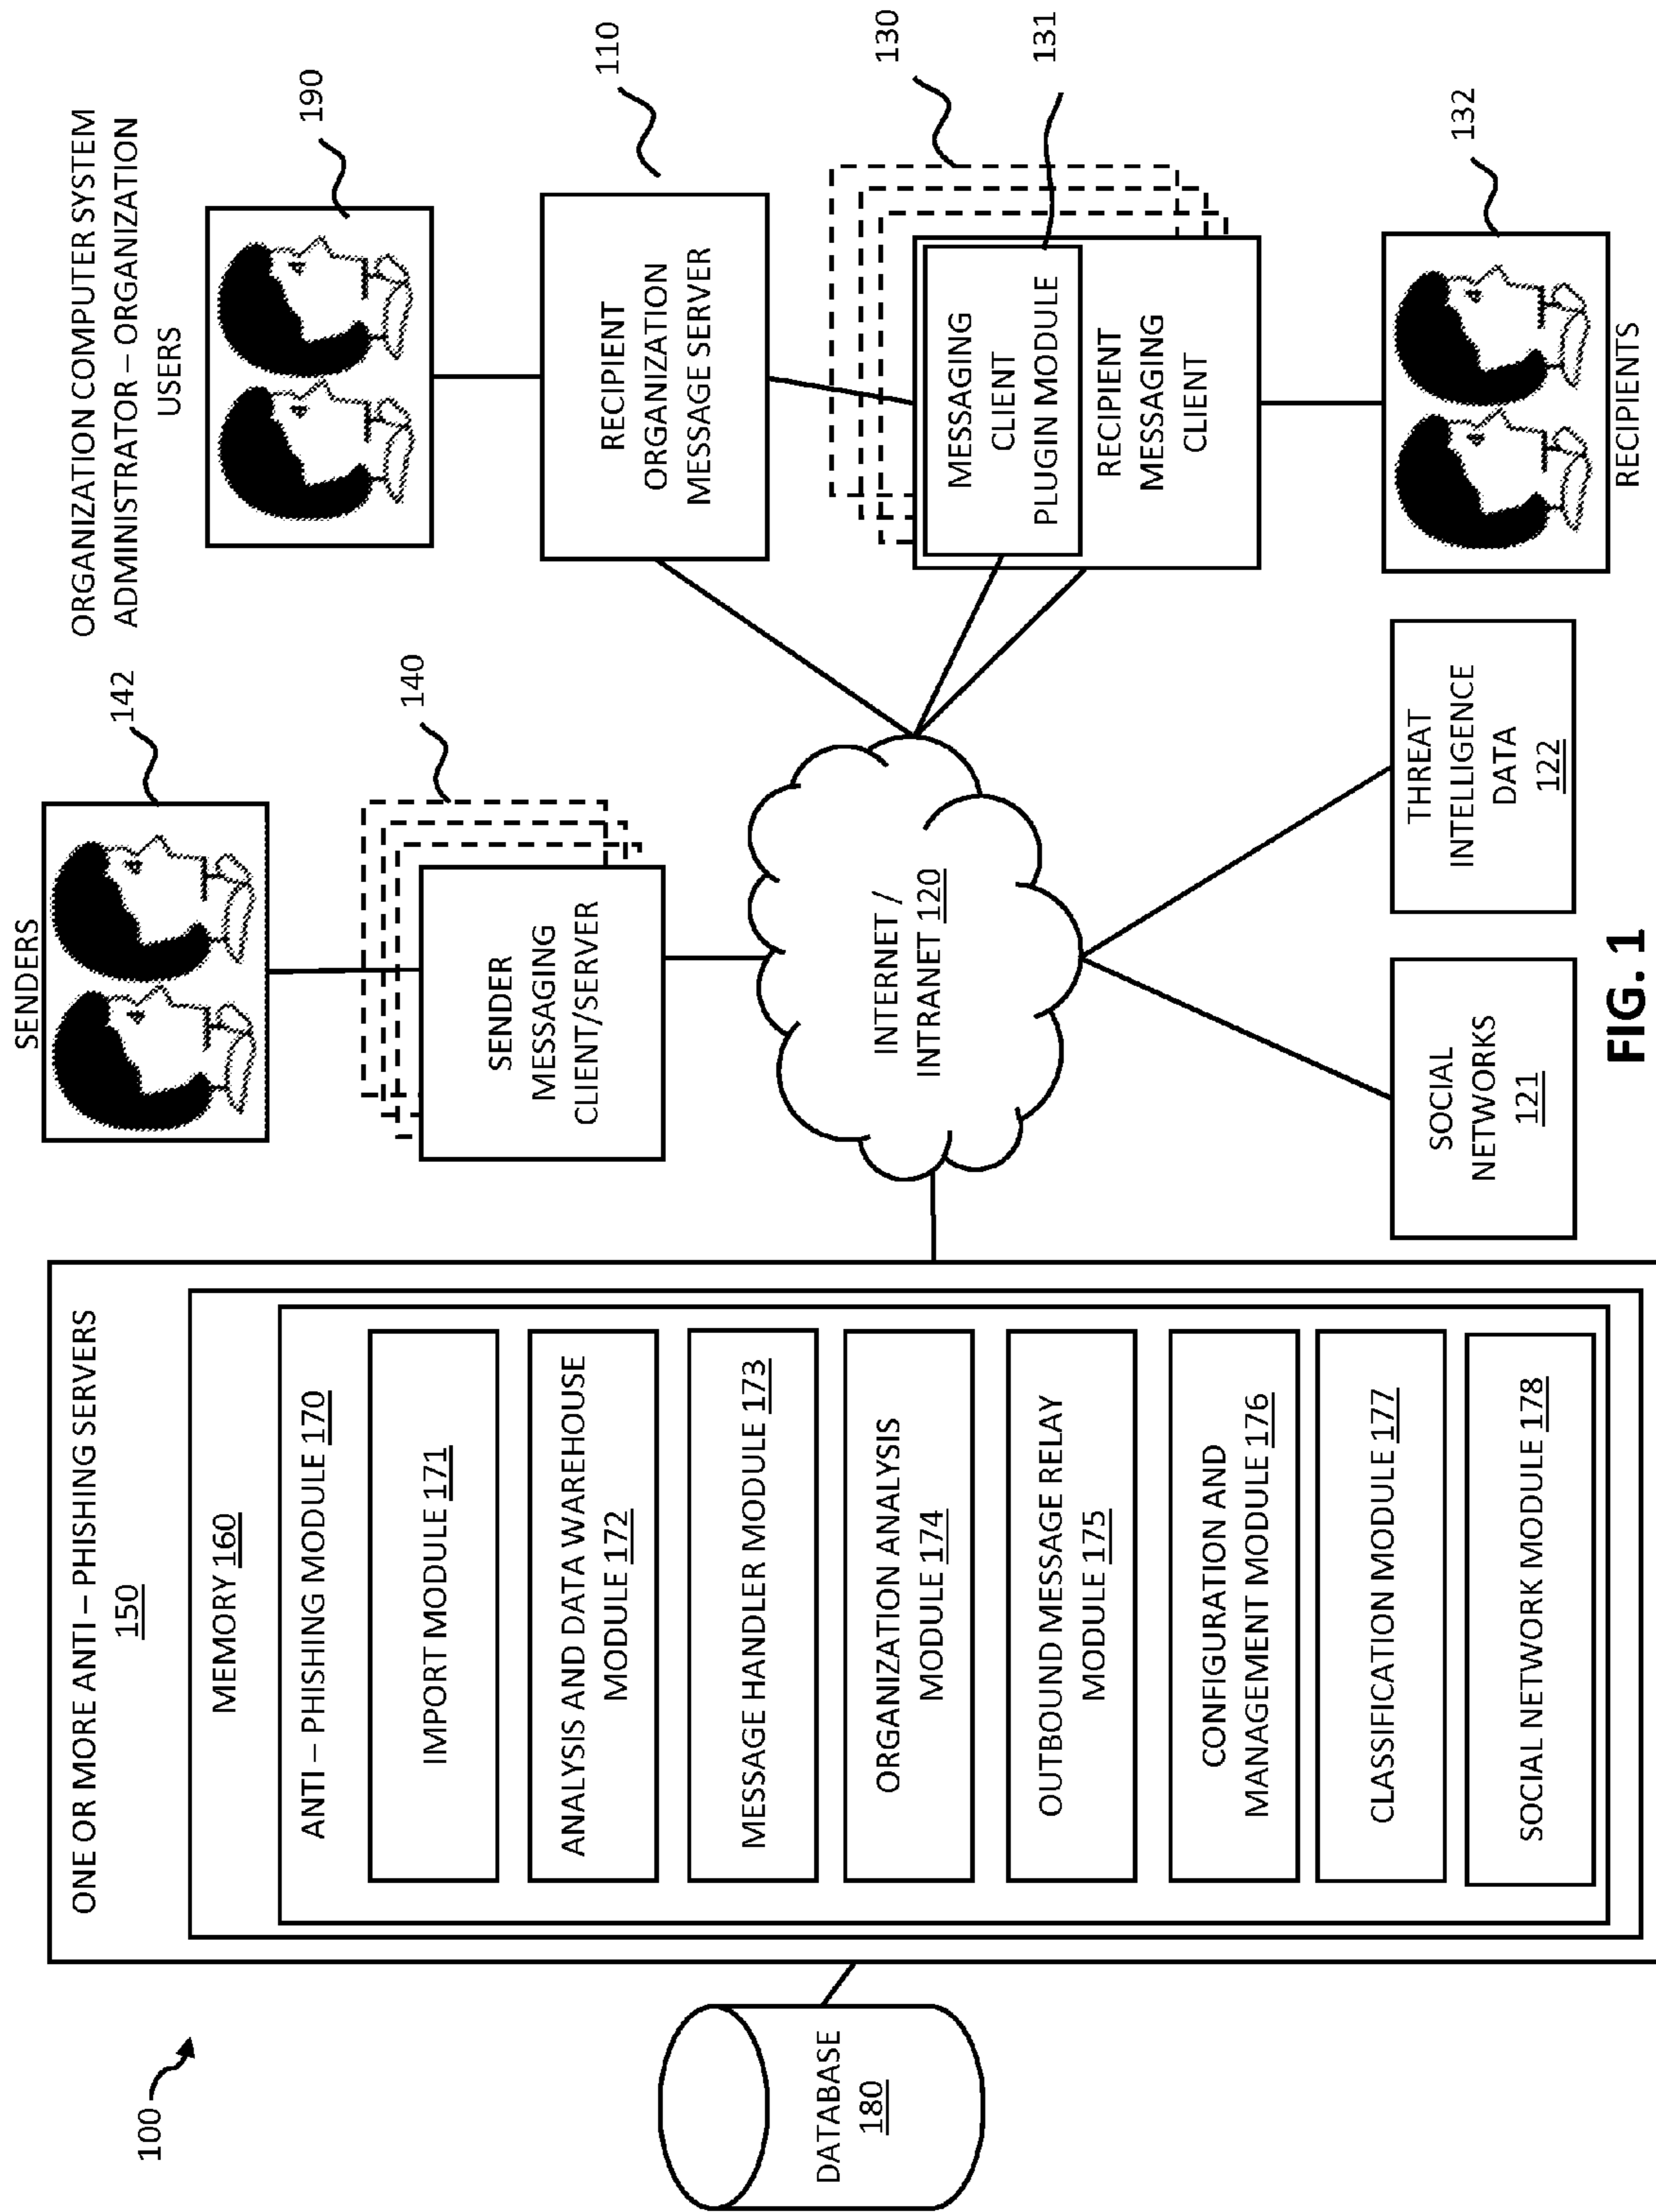 100
DATABASE
180
ONE OR MORE ANTI – PHISHING SERVERS
150
MEMORY 160
ANTI – PHISHING MODULE 170
IMPORT MODULE 171
ANALYSIS AND DATA WAREHOUSE
MODULE 172
MESSAGE HANDLER MODULE 173
ORGANIZATION ANALYSIS
MODULE 174
OUTBOUND MESSAGE RELAY
MODULE 175
CONFIGURATION AND
MANAGEMENT MODULE 176
CLASSIFICATION MODULE 177
SOCIAL NETWORK MODULE 178
SENDERS
142
140
SENDER
MESSAGING
CLIENT/SERVER
INTERNET /
INTRANET 120
SOCIAL
NETWORKS
121
THREAT
INTELLIGENCE
DATA
122
ORGANIZATION COMPUTER SYSTEM
ADMINISTRATOR – ORGANIZATION
USERS
190
RECIPIENT
ORGANIZATION
MESSAGE SERVER
110
130
MESSAGING
CLIENT
PLUGIN MODULE
131
RECIPIENT
MESSAGING
CLIENT
132
RECIPIENTS
FIG. 1